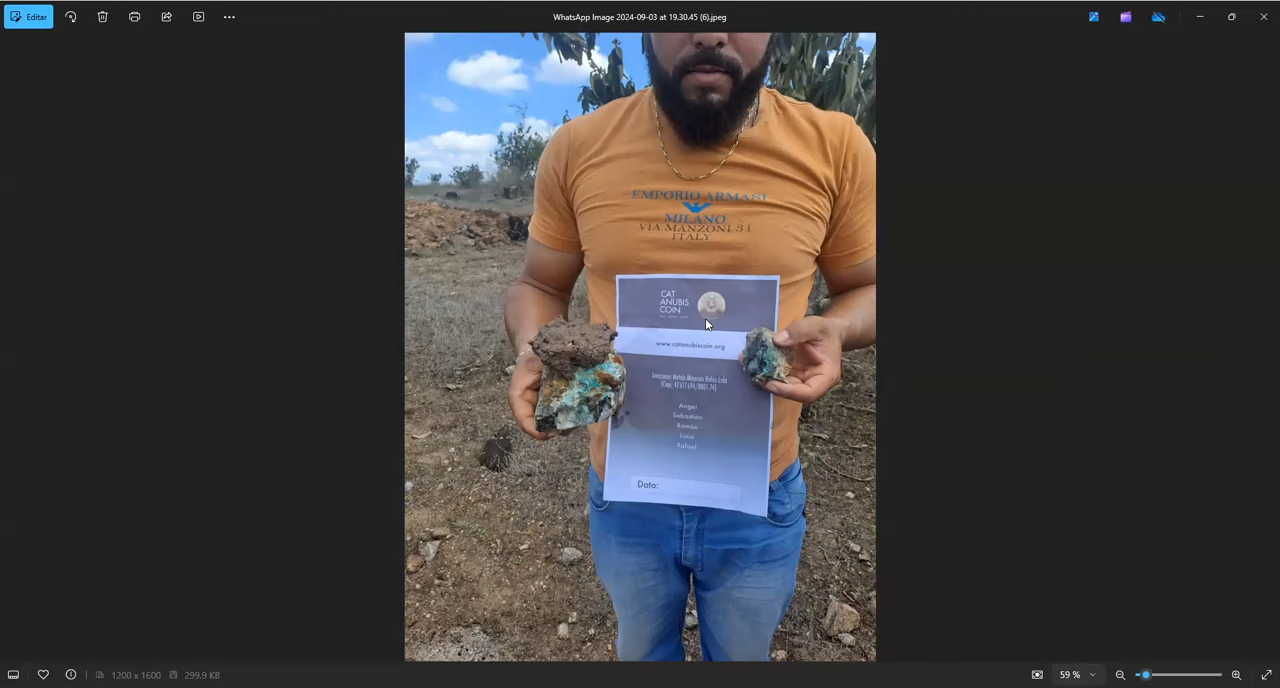 Editar
WhatsApp Image 2024-09-03 at 19.30.45 (6).jpeg
EMPORIO ARMANI
MILANO
VIA MANZONI 31
ITALY
CAT
ANUBIS
COIN
www.catanubiscoin.org
Amazonas Metais Minerais Bahia Ltda
Angel
Sebastián
Ramón
Luca
Rafael
Data:
1200 x 1600
299.9 KB
59 %